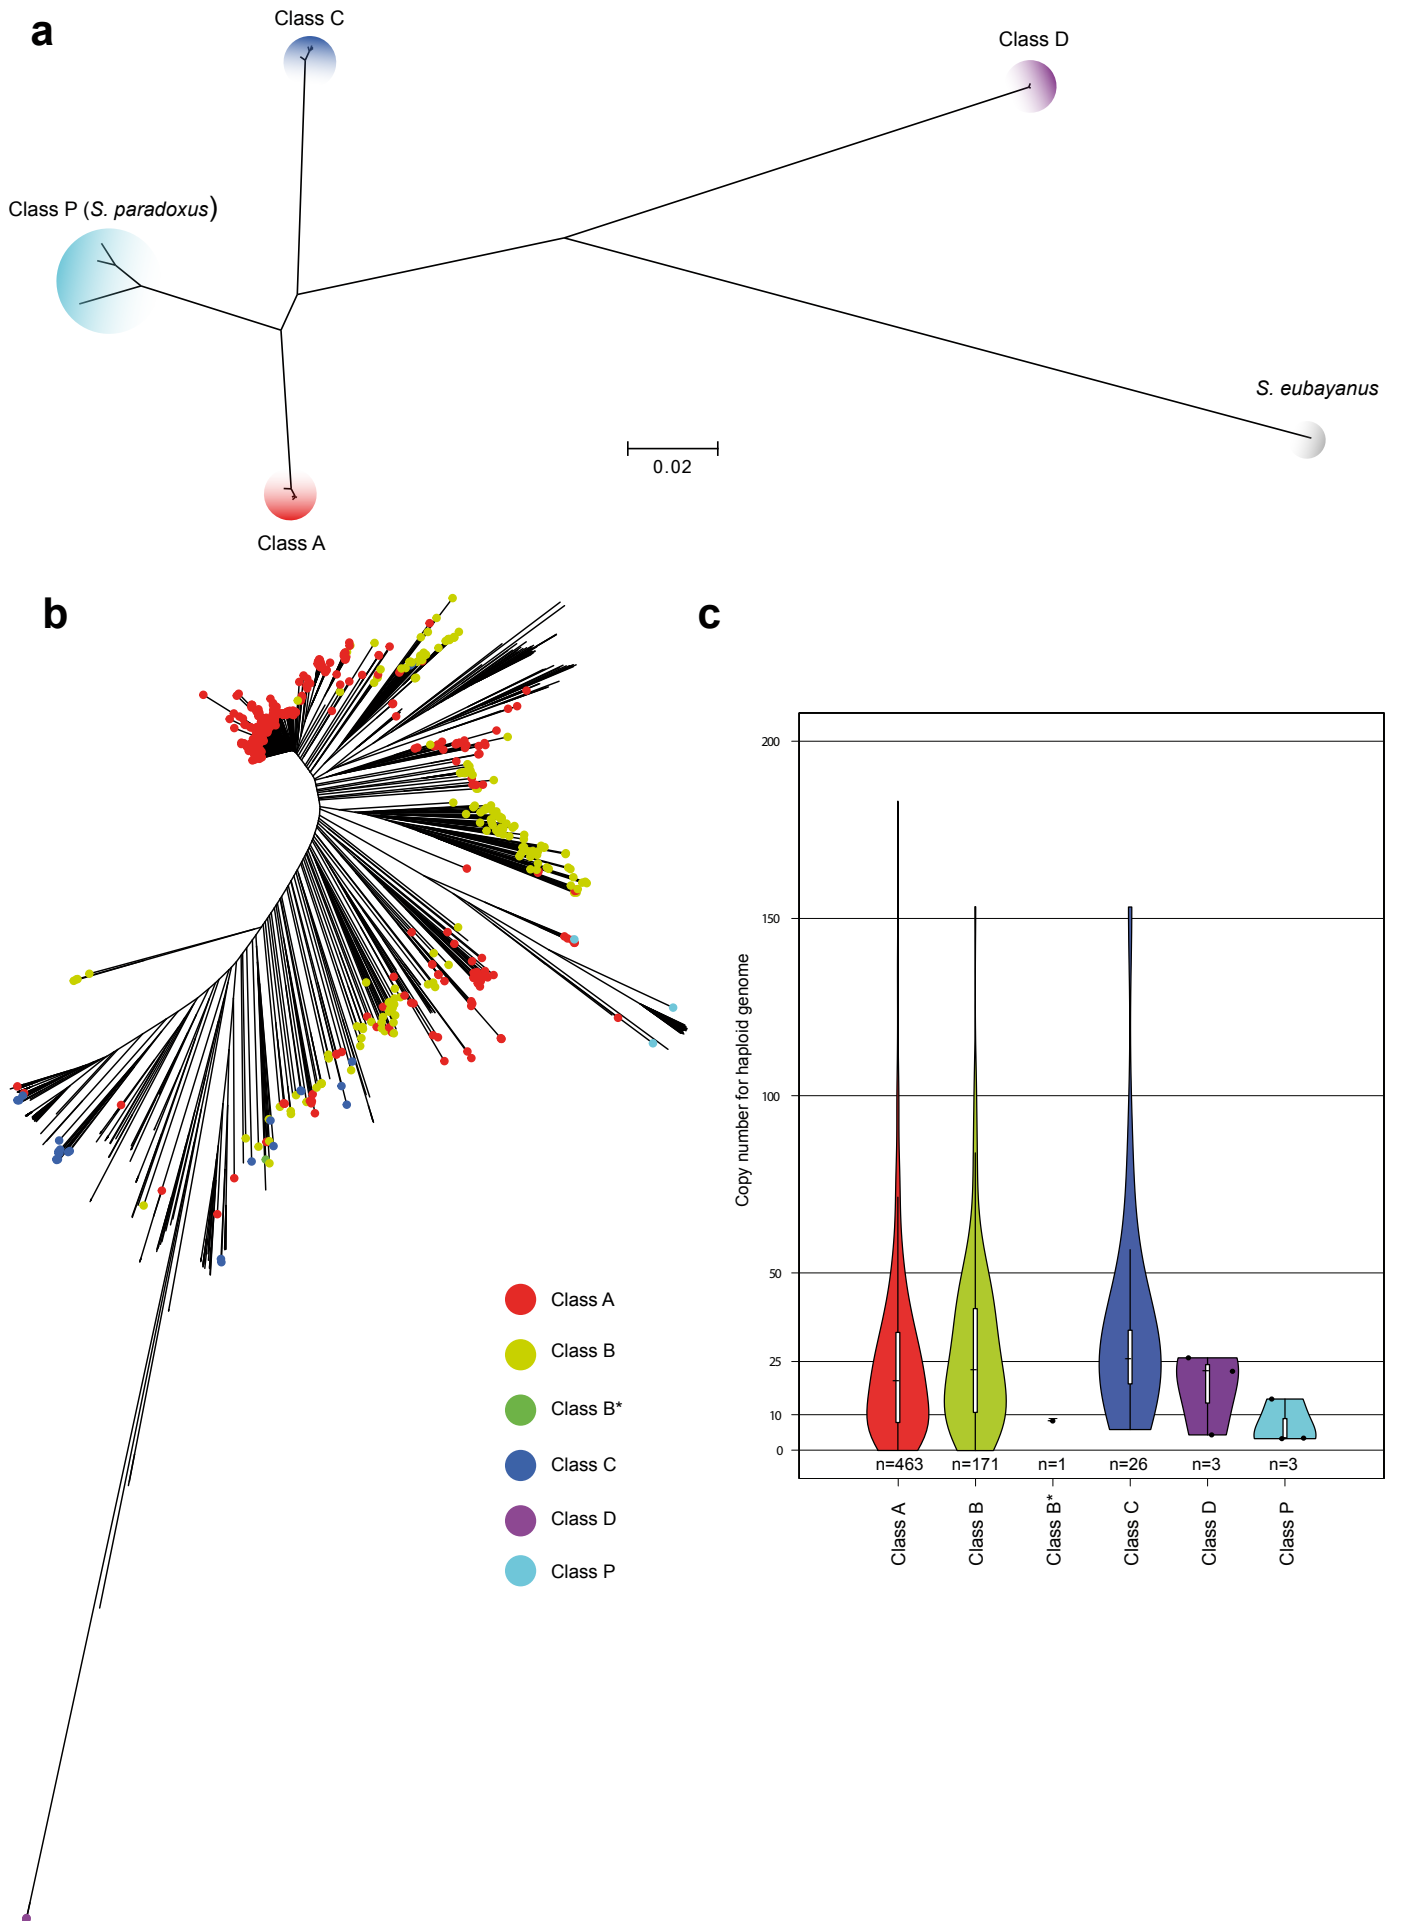 a
Class C
Class D
Class P (S. paradoxus)
S. eubayanus
0.02
Class A
b
c
200
150
100
50
25
10
0
Copy number for haploid genome
n=463
n=171
n=1
n=26
n=3
n=3
Class A
Class B
Class B*
Class C
Class D
Class P
Class A
Class B
Class B*
Class C
Class D
Class P